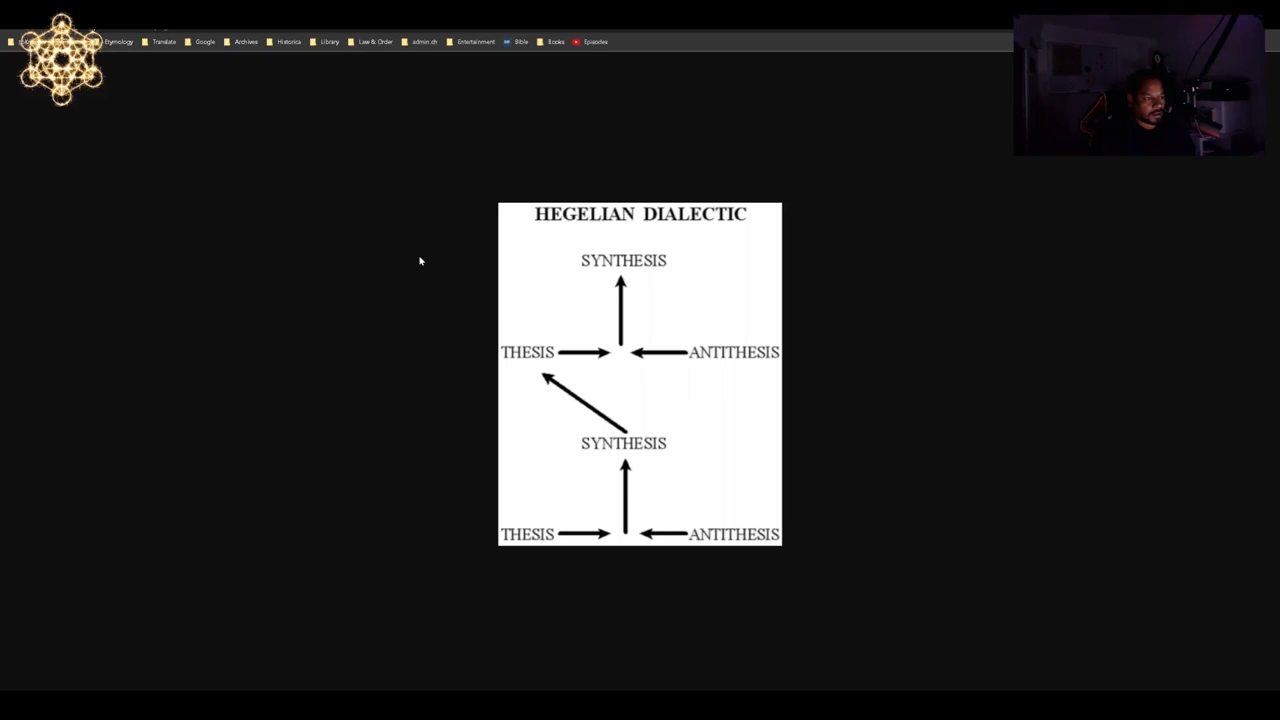 Etymology Translate Google Archives Historica Library Law & Order admin.ch Entertainment Bible Books Episodes
HEGELIAN DIALECTIC
SYNTHESIS
THESIS ANTITHESIS
SYNTHESIS
THESIS ANTITHESIS